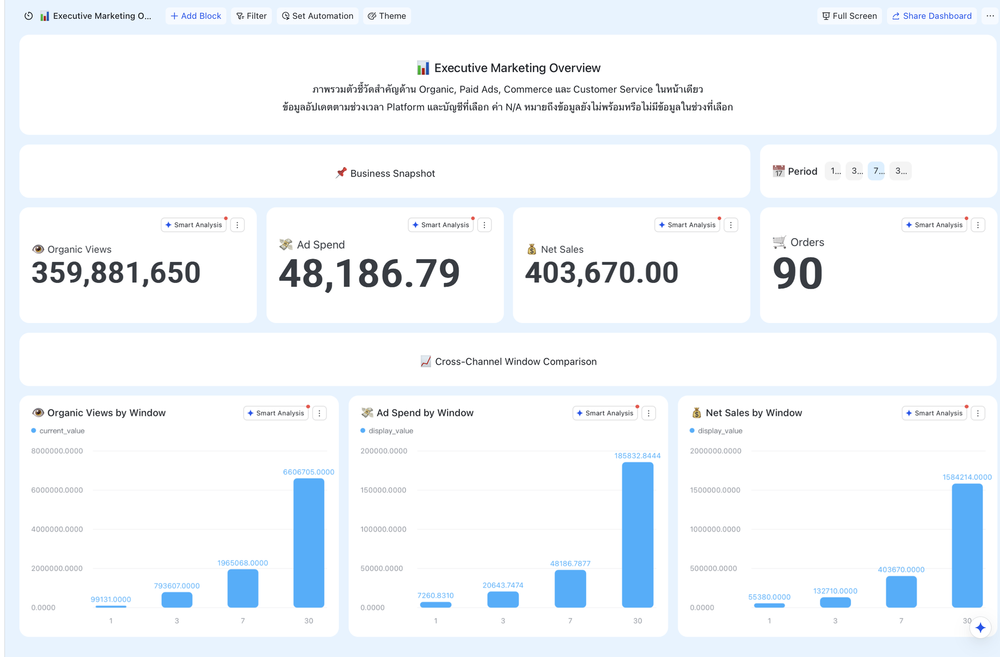 Executive Marketing O...
Add Block
Filter
Set Automation
Theme
Full Screen
Share Dashboard
Executive Marketing Overview
ภาพรวมตัวชี้วัดสำคัญด้าน Organic, Paid Ads, Commerce และ Customer Service ในหน้าเดียว
ข้อมูลอัปเดตตามช่วงเวลา Platform และบัญชีที่เลือก ค่า N/A หมายถึงข้อมูลยังไม่พร้อมหรือไม่มีข้อมูลในช่วงที่เลือก
Business Snapshot
17 Period 1... 3... 7... 3...
Smart Analysis
Organic Views
359,881,650
Smart Analysis
Ad Spend
48,186.79
Smart Analysis
Net Sales
403,670.00
Smart Analysis
Orders
90
Cross-Channel Window Comparison
Organic Views by Window
Smart Analysis
current_value
8000000.0000
6606705.0000
6000000.0000
4000000.0000
1965068.0000
2000000.0000
793607.0000
99131.0000
0.0000
1 3 7 30
Ad Spend by Window
Smart Analysis
display_value
200000.0000
185832.8444
150000.0000
100000.0000
48186.7877
50000.0000
20643.7474
7260.8310
0.0000
1 3 7 30
Net Sales by Window
Smart Analysis
display_value
2000000.0000
1584214.0000
1500000.0000
1000000.0000
403670.0000
500000.0000
132710.0000
55380.0000
0.0000
1 3 7 30